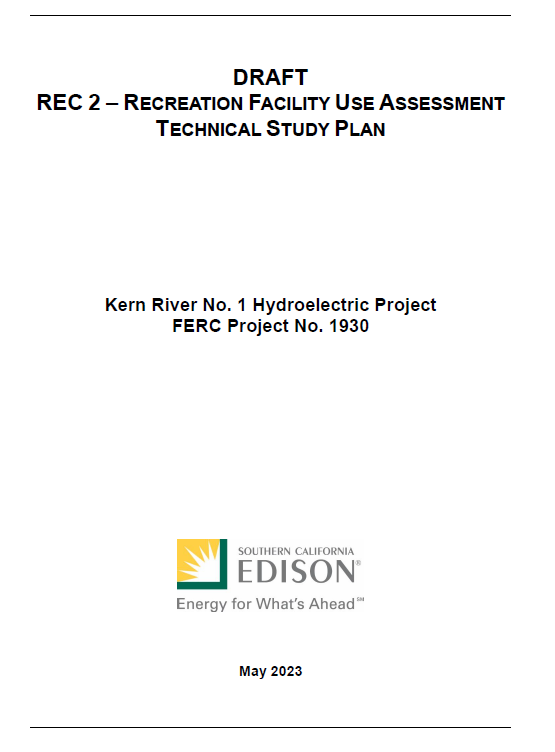 DRAFT
REC 2 – RECREATION FACILITY USE ASSESSMENT
TECHNICAL STUDY PLAN
Kern River No. 1 Hydroelectric Project
FERC Project No. 1930
SOUTHERN CALIFORNIA
EDISON®
Energy for What's Ahead℠
May 2023